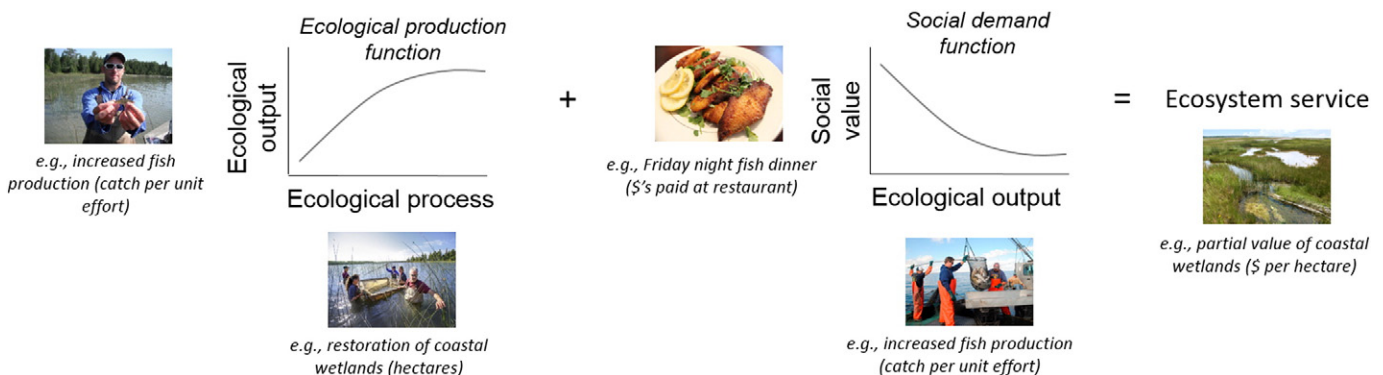 e.g., increased fish
production (catch per unit
effort)
Ecological production
function
Ecological
output
Ecological process
e.g., restoration of coastal
wetlands (hectares)
+
e.g., Friday night fish dinner
($'s paid at restaurant)
Social demand
function
Social
value
Ecological output
e.g., increased fish production
(catch per unit effort)
=
Ecosystem service
e.g., partial value of coastal
wetlands ($ per hectare)